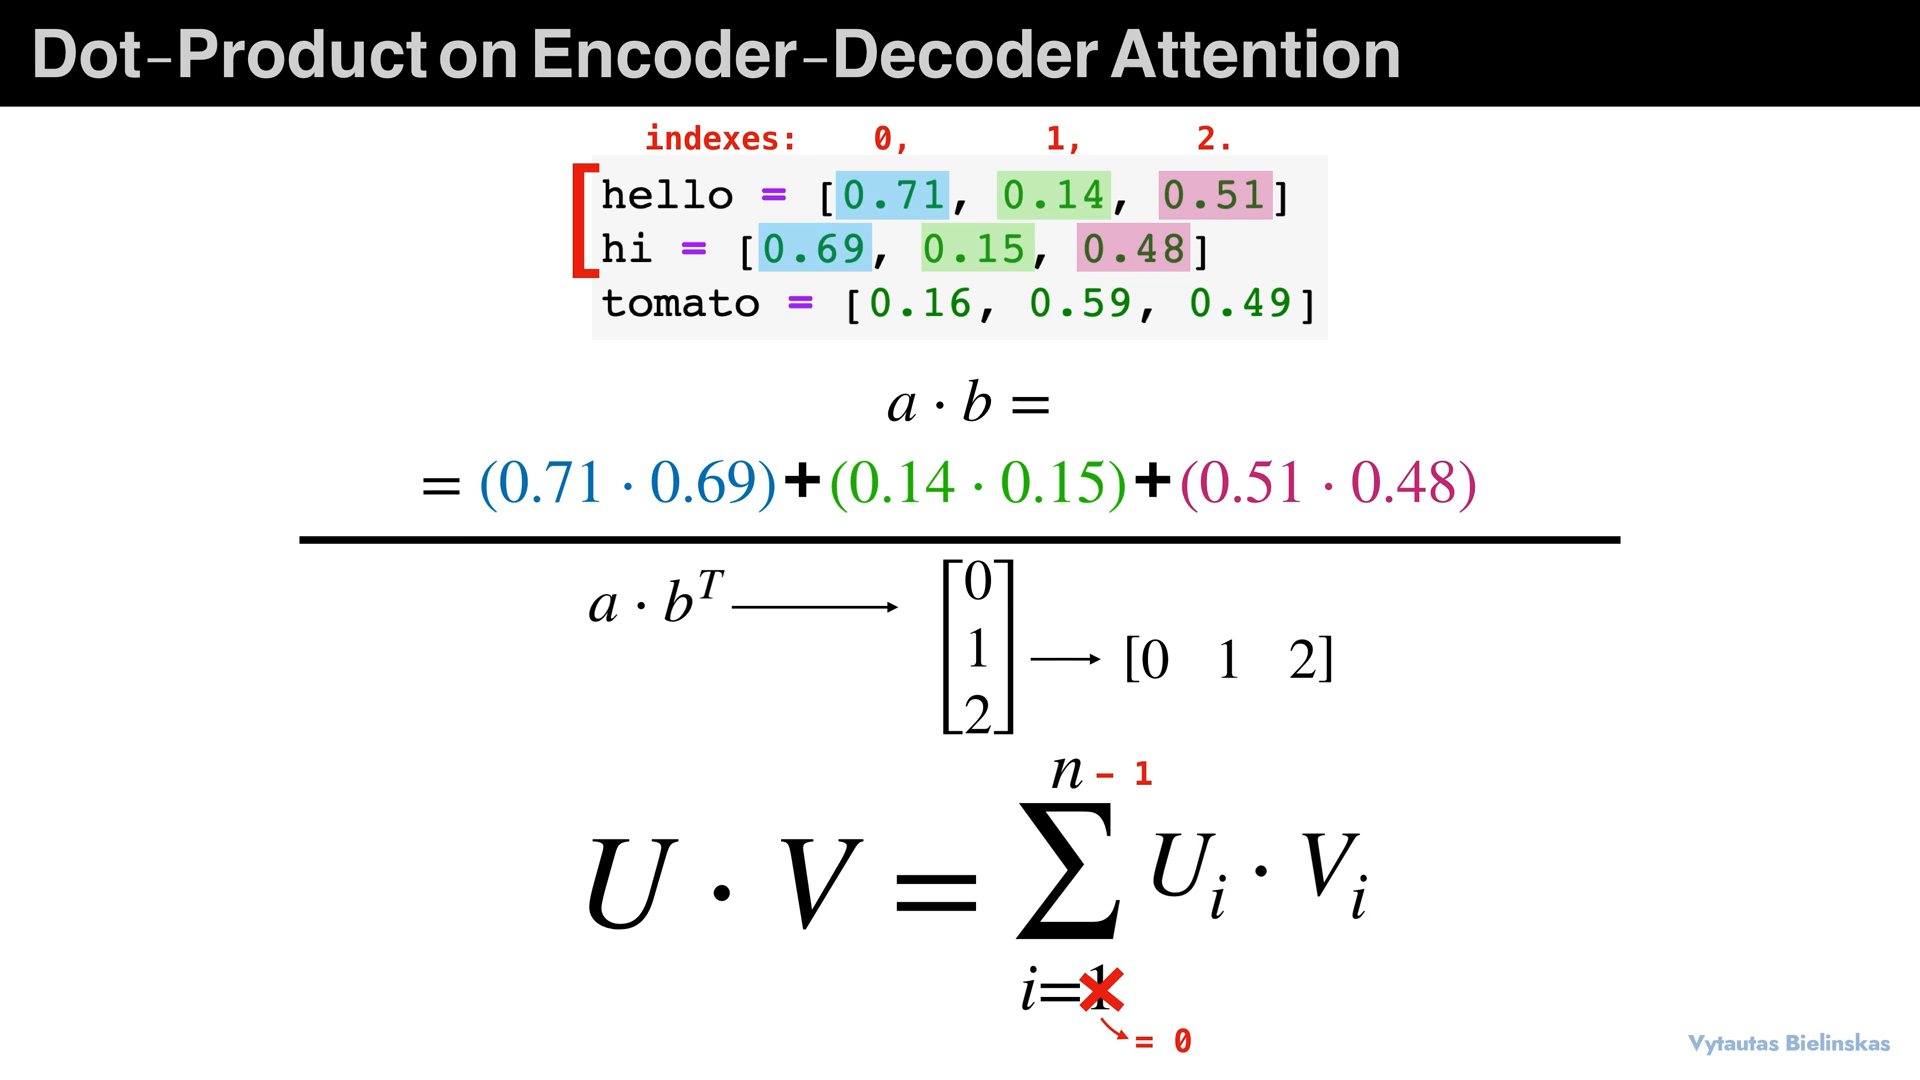 Dot-Product on Encoder-Decoder Attention
indexes: 0, 1, 2.
hello = [0.71, 0.14, 0.51]
hi = [0.69, 0.15, 0.48]
tomato = [0.16, 0.59, 0.49]
a · b =
= (0.71 · 0.69)+(0.14 · 0.15)+(0.51 · 0.48)
a · b^T
0
1
2
[0 1 2]
n - 1
U · V = ∑ U_i · V_i
i=1
= 0
Vytautas Bielinskas